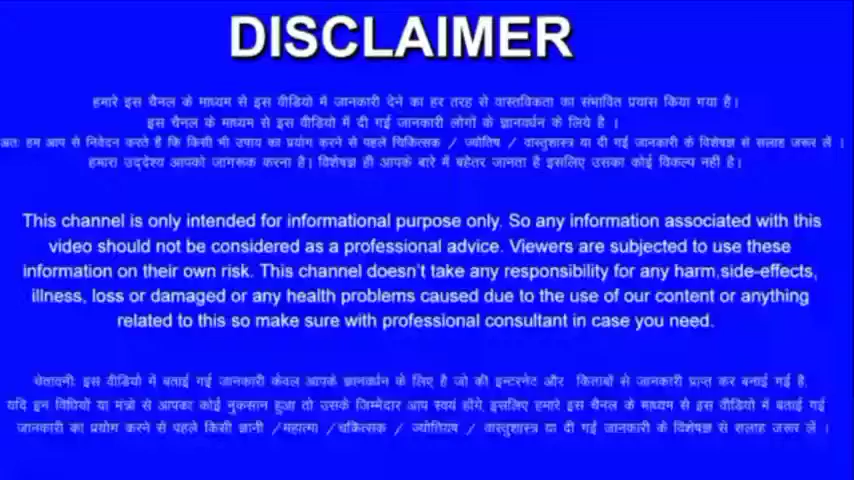 DISCLAIMER
हमारे इस चैनल के माध्यम से इस वीडियो में जानकारी देने का हर तरह से वास्तविकता का संभावित प्रयास किया गया है।
इस चैनल के माध्यम से इस वीडियो में दी गई जानकारी लोगों के ज्ञानवर्धन के लिये है ।
अतः हम आप से निवेदन करते है कि किसी भी उपाय का प्रयोग करने से पहले चिकित्सक / ज्योतिष / वास्तुशास्त्र या दी गई जानकारी के विशेषज्ञ से सलाह जरूर लें ।
हमारा उद्देश्य आपको जागरूक करना है। विशेषज्ञ ही आपके बारे में बहेतर जानता है इसलिए उसका कोई विकल्प नहीं है।
This channel is only intended for informational purpose only. So any information associated with this
video should not be considered as a professional advice. Viewers are subjected to use these
information on their own risk. This channel doesn't take any responsibility for any harm,side-effects,
illness, loss or damaged or any health problems caused due to the use of our content or anything
related to this so make sure with professional consultant in case you need.
चेतावनी: इस वीडियो में बताई गई जानकारी केवल आपके ज्ञानवर्धन के लिए है जो की इन्टरनेट और किताबों से जानकारी प्राप्त कर बनाई गई है,
यदि इन विधियों या मंत्रो से आपका कोई नुकसान हुआ तो उसके जिम्मेदार आप स्वयं होंगे, इसलिए हमारे इस चैनल के माध्यम से इस वीडियो में बताई गई
जानकारी का प्रयोग करने से पहले किसी ज्ञानी /महात्मा /चकित्सक / ज्योतिषय / वास्तुशास्त्र या दी गई जानकारी के विशेषज्ञ से सलाह जरूर लें ।